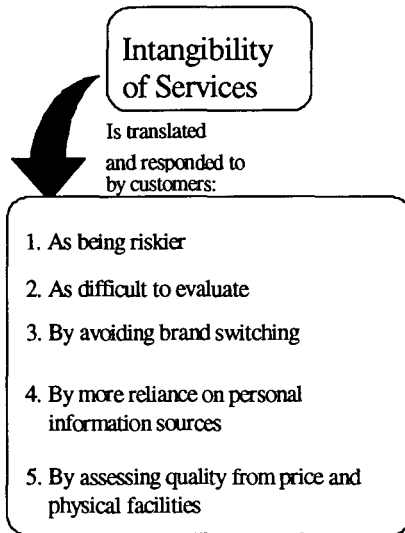 Intangibility
of Services
Is translated
and responded to
by customers:
1. As being riskier
2. As difficult to evaluate
3. By avoiding brand switching
4. By more reliance on personal
information sources
5. By assessing quality from price and
physical facilities